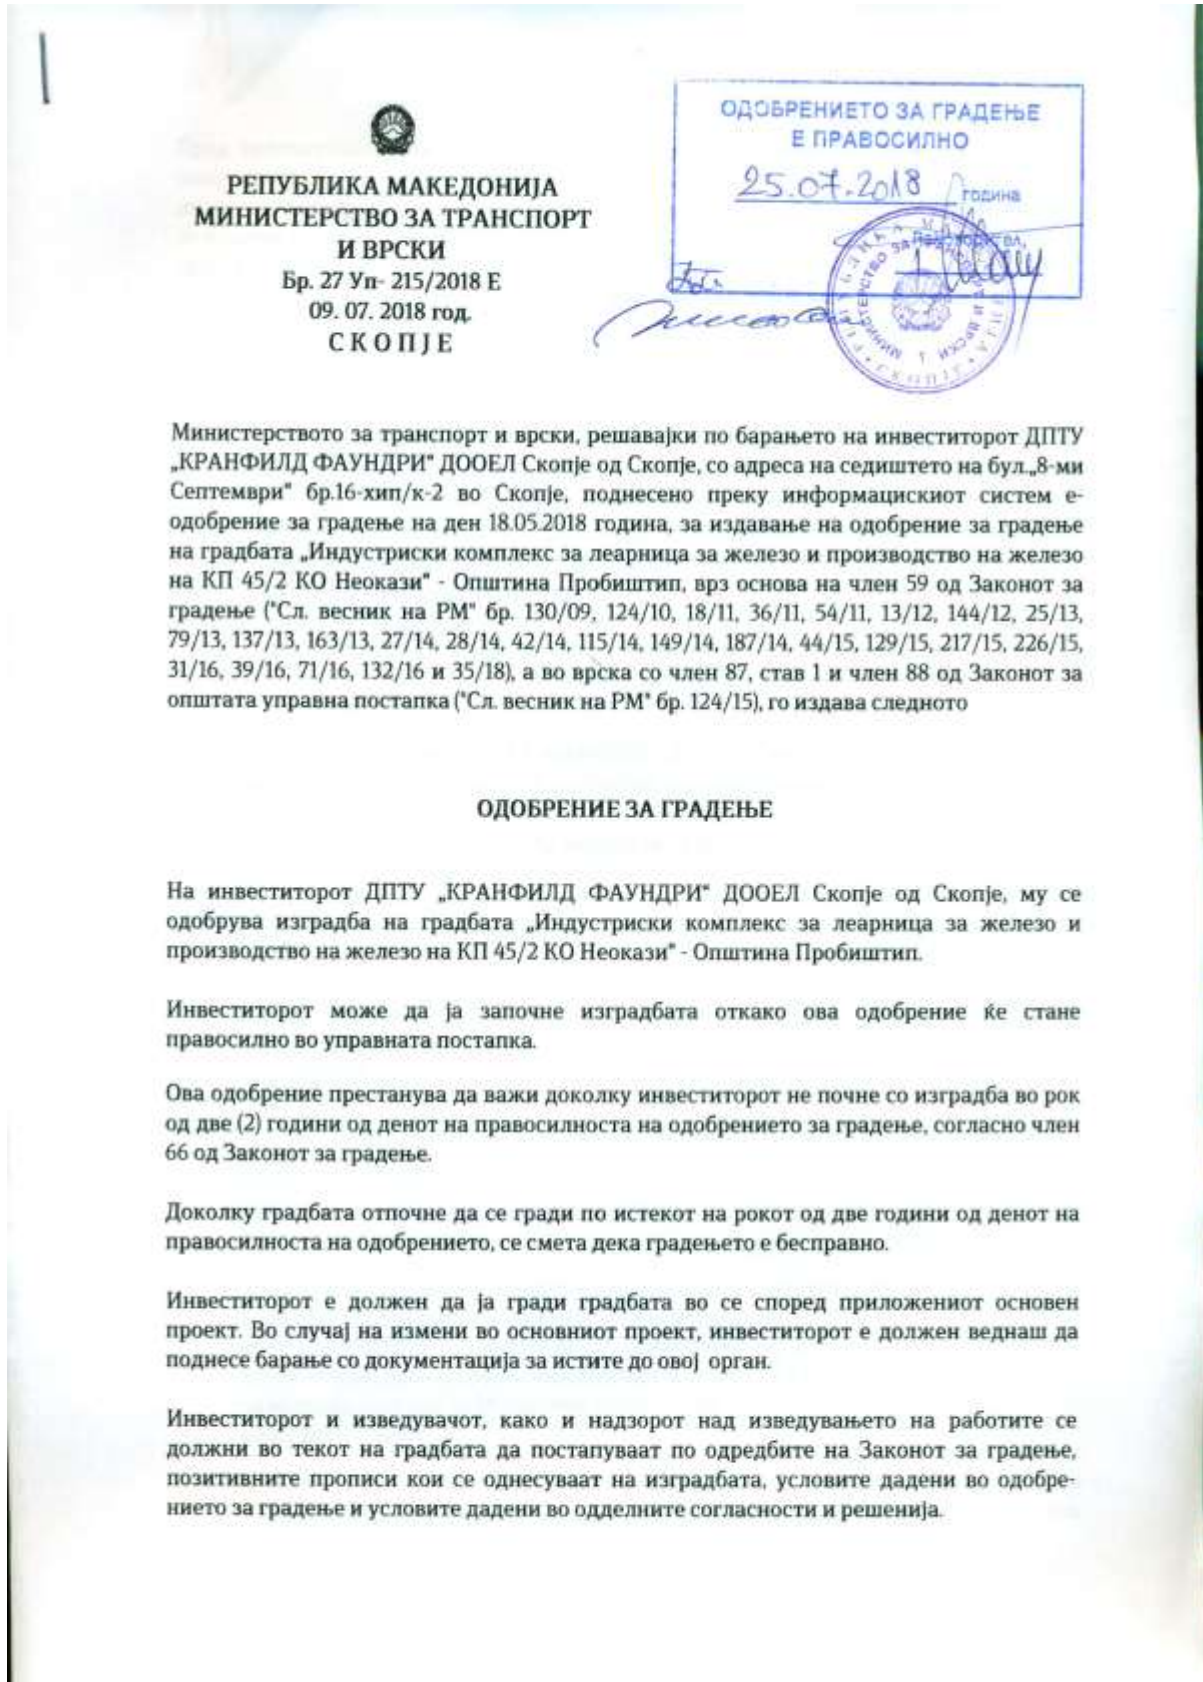 РЕПУБЛИКА МАКЕДОНИЈА
МИНИСТЕРСТВО ЗА ТРАНСПОРТ
И ВРСКИ
Бр. 27 Уп- 215/2018 Е
09. 07. 2018 год.
С К О П Ј Е
ОДОБРЕНИЕТО ЗА ГРАДЕЊЕ
Е ПРАВОСИЛНО
25.07.2018 година
Министерството за транспорт и врски, решавајки по барањето на инвеститорот ДПТУ
„КРАНФИЛД ФАУНДРИ" ДООЕЛ Скопје од Скопје, со адреса на седиштето на бул.„8-ми
Септември" бр.16-хип/к-2 во Скопје, поднесено преку информацискиот систем е-
одобрение за градење на ден 18.05.2018 година, за издавање на одобрение за градење
на градбата „Индустриски комплекс за леарница за железо и производство на железо
на КП 45/2 КО Неокази" - Општина Пробиштип, врз основа на член 59 од Законот за
градење ("Сл. весник на РМ" бр. 130/09, 124/10, 18/11, 36/11, 54/11, 13/12, 144/12, 25/13,
79/13, 137/13, 163/13, 27/14, 28/14, 42/14, 115/14, 149/14, 187/14, 44/15, 129/15, 217/15, 226/15,
31/16, 39/16, 71/16, 132/16 и 35/18), а во врска со член 87, став 1 и член 88 од Законот за
општата управна постапка ("Сл. весник на РМ" бр. 124/15), го издава следното
ОДОБРЕНИЕ ЗА ГРАДЕЊЕ
На инвеститорот ДПТУ „КРАНФИЛД ФАУНДРИ" ДООЕЛ Скопје од Скопје, му се
одобрува изградба на градбата „Индустриски комплекс за леарница за железо и
производство на железо на КП 45/2 КО Неокази" - Општина Пробиштип.
Инвеститорот може да ја започне изградбата откако ова одобрение ќе стане
правосилно во управната постапка.
Ова одобрение престанува да важи доколку инвеститорот не почне со изградба во рок
од две (2) години од денот на правосилноста на одобрението за градење, согласно член
66 од Законот за градење.
Доколку градбата отпочне да се гради по истекот на рокот од две години од денот на
правосилноста на одобрението, се смета дека градењето е бесправно.
Инвеститорот е должен да ја гради градбата во се според приложениот основен
проект. Во случај на измени во основниот проект, инвеститорот е должен веднаш да
поднесе барање со документација за истите до овој орган.
Инвеститорот и изведувачот, како и надзорот над изведувањето на работите се
должни во текот на градбата да постапуваат по одредбите на Законот за градење,
позитивните прописи кои се однесуваат на изградбата, условите дадени во одобре-
нието за градење и условите дадени во одделните согласности и решенија.